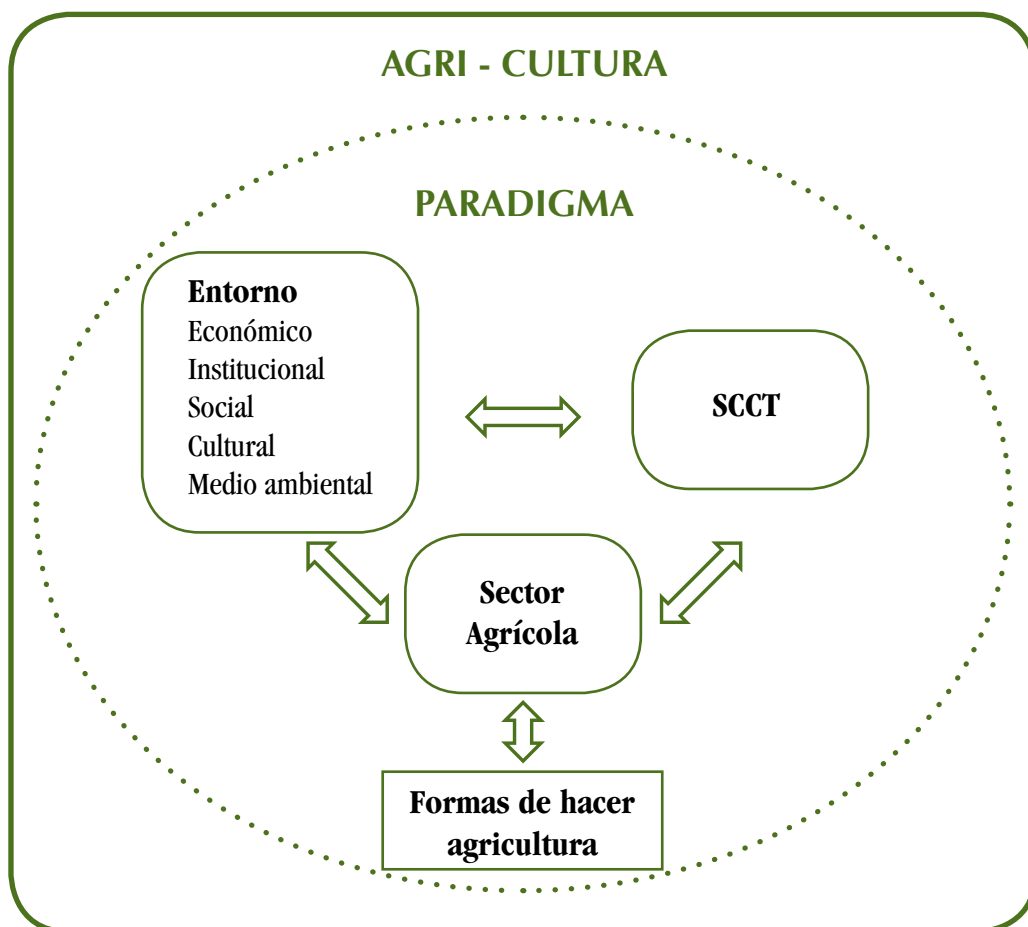 AGRI - CULTURA
PARADIGMA
Entorno
Económico
Institucional
Social
Cultural
Medio ambiental
SCCT
Sector
Agrícola
Formas de hacer
agricultura